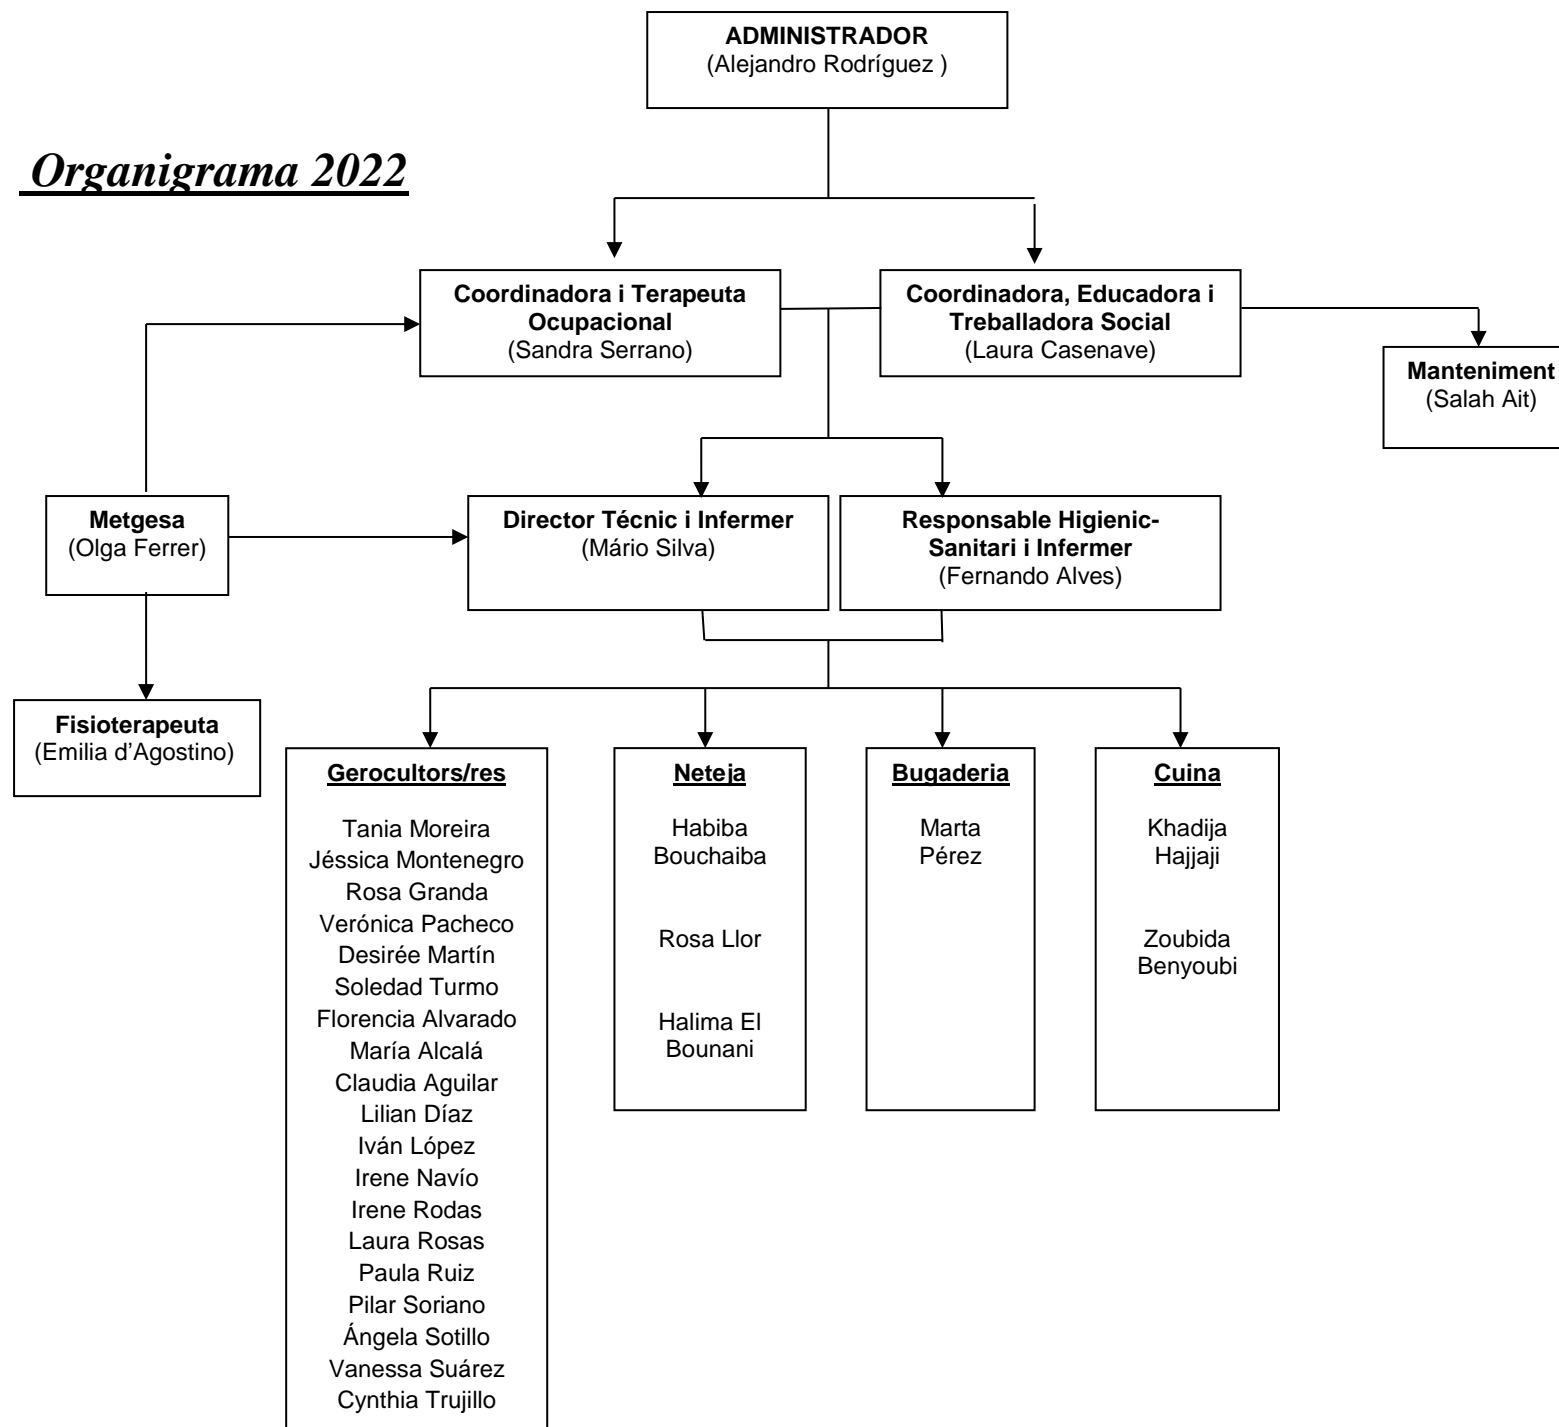 ADMINISTRADOR
(Alejandro Rodríguez )
Organigrama 2022
Coordinadora i Terapeuta
Ocupacional
(Sandra Serrano)
Coordinadora, Educadora i
Treballadora Social
(Laura Casenave)
Manteniment
(Salah Ait)
Metgesa
(Olga Ferrer)
Director Técnic i Infermer
(Mário Silva)
Responsable Higienic-
Sanitari i Infermer
(Fernando Alves)
Fisioterapeuta
(Emilia d’Agostino)
Gerocultors/res
Tania Moreira
Jéssica Montenegro
Rosa Granda
Verónica Pacheco
Desirée Martín
Soledad Turmo
Florencia Alvarado
María Alcalá
Claudia Aguilar
Lilian Díaz
Iván López
Irene Navío
Irene Rodas
Laura Rosas
Paula Ruiz
Pilar Soriano
Ángela Sotillo
Vanessa Suárez
Cynthia Trujillo
Neteja
Habiba
Bouchaiba
Rosa Llor
Halima El
Bounani
Bugaderia
Marta
Pérez
Cuina
Khadija
Hajjaji
Zoubida
Benyoubi